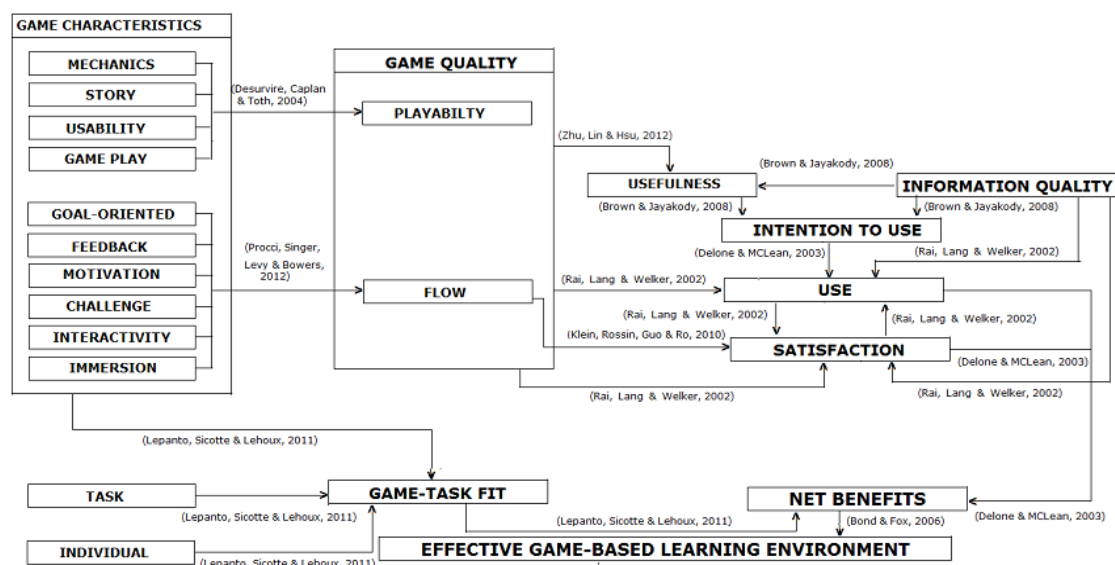 GAME CHARACTERISTICS
MECHANICS
STORY
USABILITY
GAME PLAY
GOAL-ORIENTED
FEEDBACK
MOTIVATION
CHALLENGE
INTERACTIVITY
IMMERSION
(Desurvire, Caplan
& Toth, 2004)
(Procci, Singer,
Levy & Bowers,
2012)
GAME QUALITY
PLAYABILTY
FLOW
(Zhu, Lin & Hsu, 2012)
(Brown & Jayakody, 2008)
USEFULNESS
INFORMATION QUALITY
(Brown & Jayakody, 2008)
(Brown & Jayakody, 2008)
INTENTION TO USE
(Delone & MCLean, 2003)
(Rai, Lang & Welker, 2002)
(Rai, Lang & Welker, 2002)
USE
(Rai, Lang & Welker, 2002)
(Rai, Lang & Welker, 2002)
(Klein, Rossin, Guo & Ro, 2010)
SATISFACTION
(Delone & MCLean, 2003)
(Rai, Lang & Welker, 2002)
(Rai, Lang & Welker, 2002)
(Lepanto, Sicotte & Lehoux, 2011)
TASK
GAME-TASK FIT
NET BENEFITS
(Lepanto, Sicotte & Lehoux, 2011)
(Lepanto, Sicotte & Lehoux, 2011)
(Bond & Fox, 2006)
(Delone & MCLean, 2003)
INDIVIDUAL
EFFECTIVE GAME-BASED LEARNING ENVIRONMENT
(Lepanto, Sicotte & Lehoux, 2011)